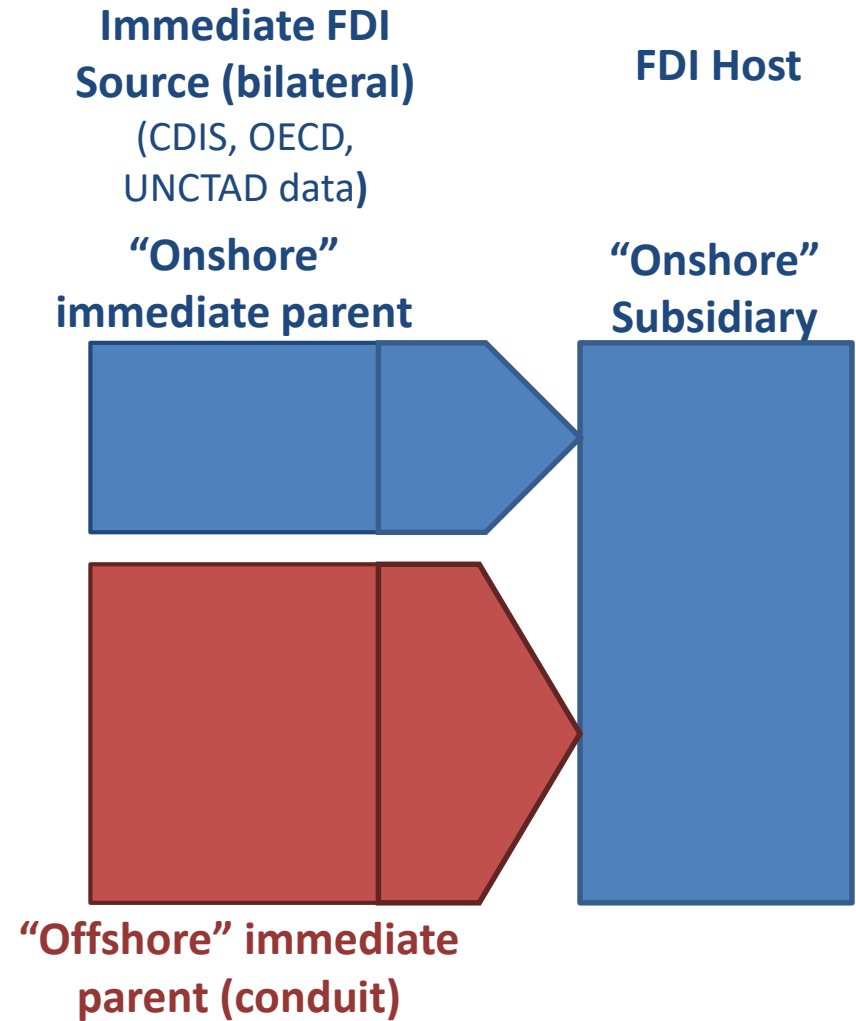 Immediate FDI
Source (bilateral)
(CDIS, OECD,
UNCTAD data)
FDI Host
“Onshore”
immediate parent
“Onshore”
Subsidiary
“Offshore” immediate
parent (conduit)